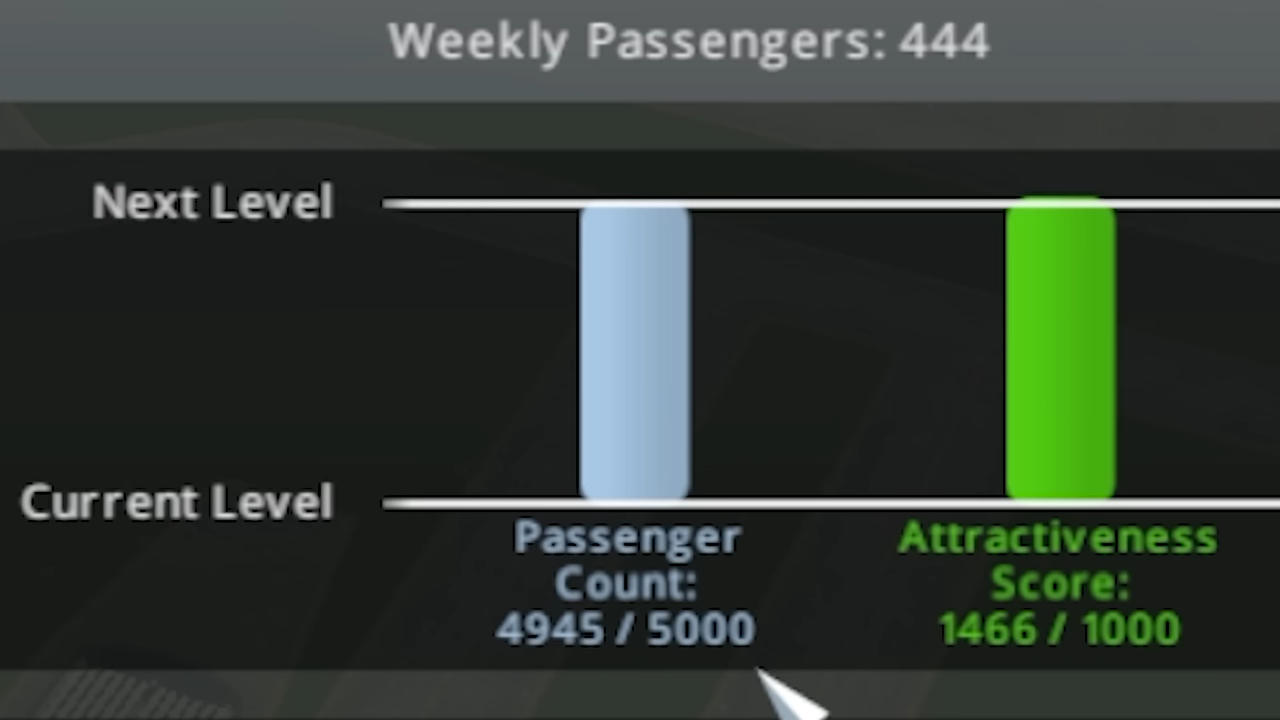 Weekly Passengers: 444
Next Level
Current Level
Passenger
Count:
4945 / 5000
Attractiveness
Score:
1466 / 1000